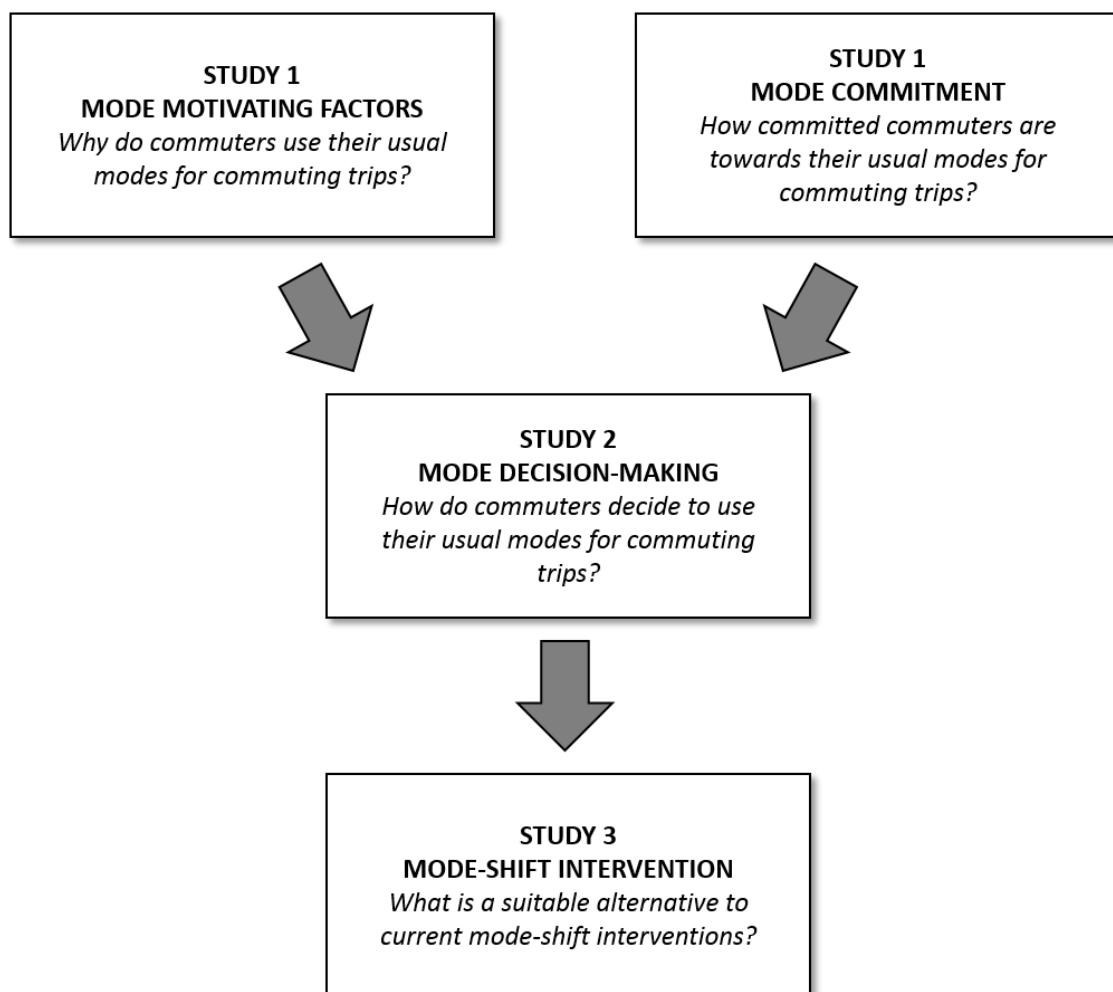 STUDY 1
MODE MOTIVATING FACTORS
Why do commuters use their usual
modes for commuting trips?
STUDY 1
MODE COMMITMENT
How committed commuters are
towards their usual modes for
commuting trips?
STUDY 2
MODE DECISION-MAKING
How do commuters decide to use
their usual modes for commuting
trips?
STUDY 3
MODE-SHIFT INTERVENTION
What is a suitable alternative to
current mode-shift interventions?